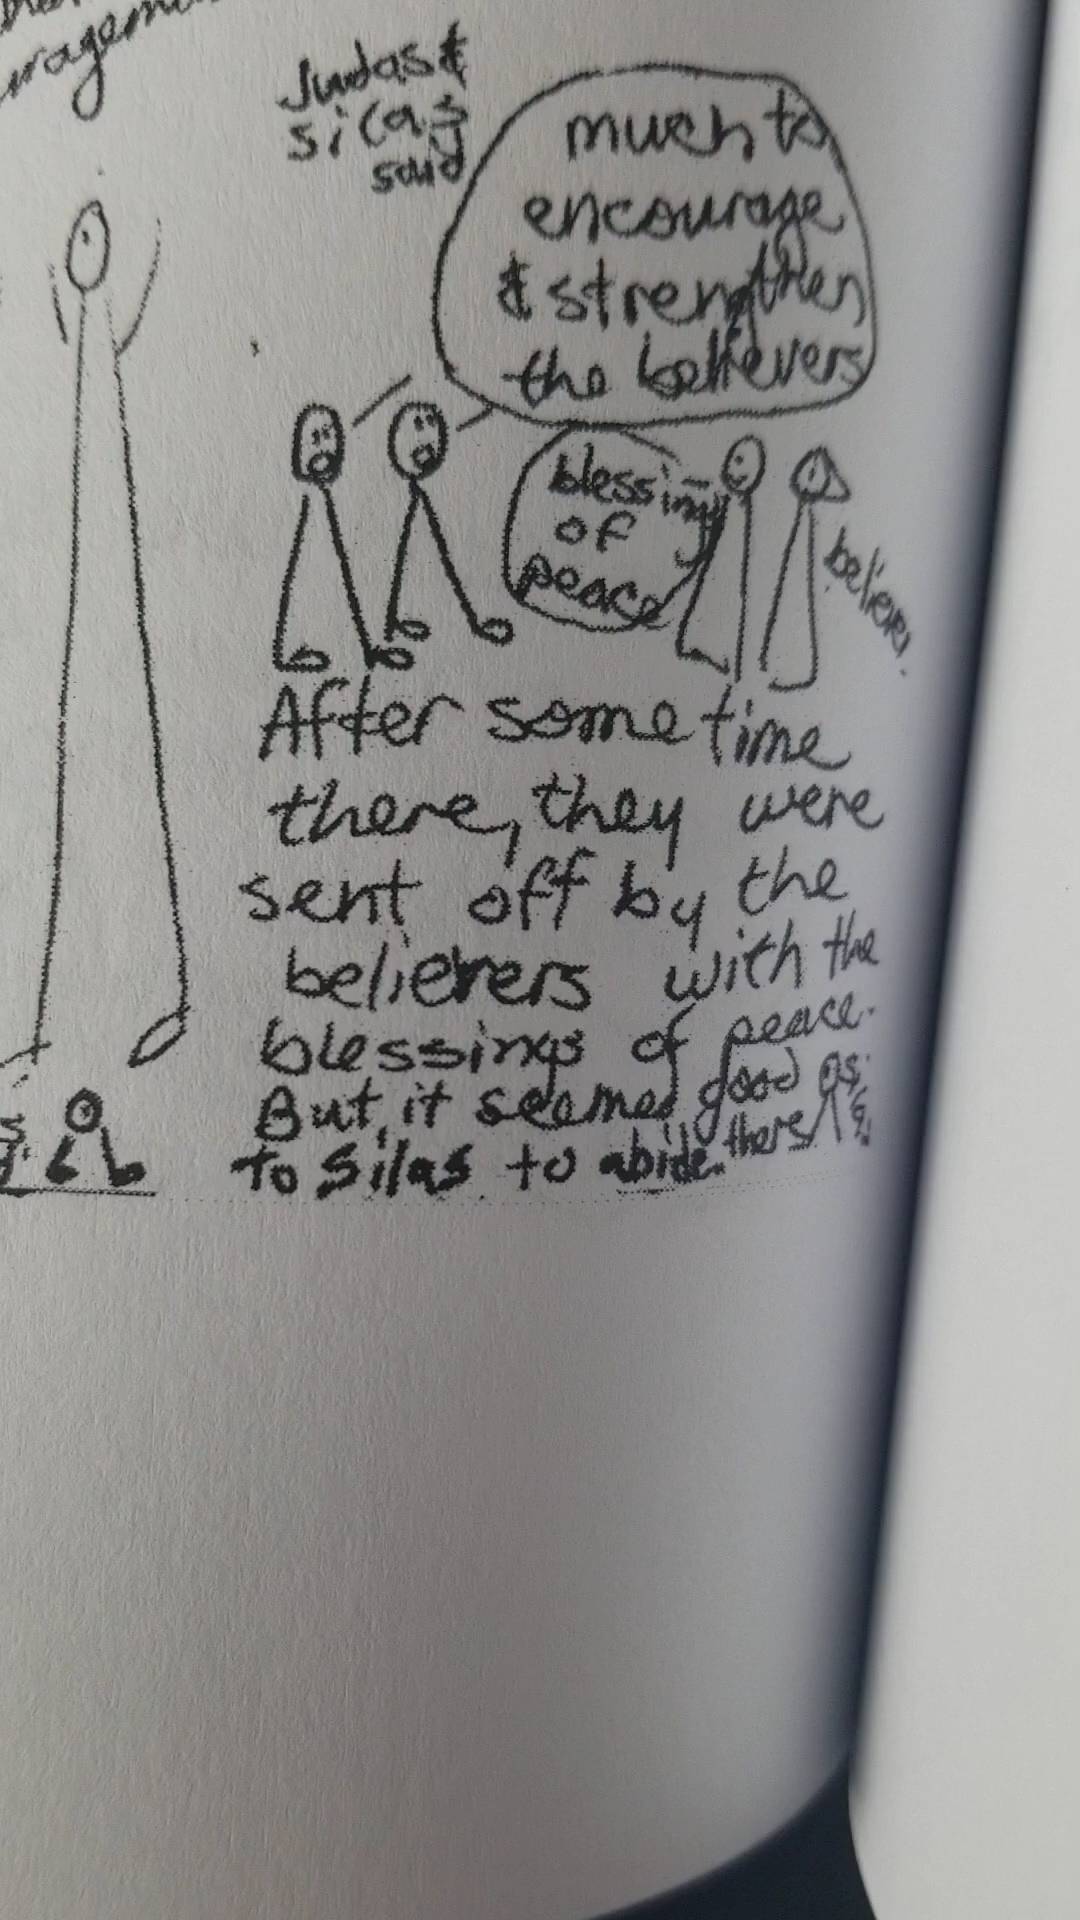 Judas &
silas
said
much to
encourage
& strengthen
the believers
blessing
of
peace
After some time
there, they were
sent off by the
believers with the
blessings of peace.
But, it seemed good
to Silas to abide there